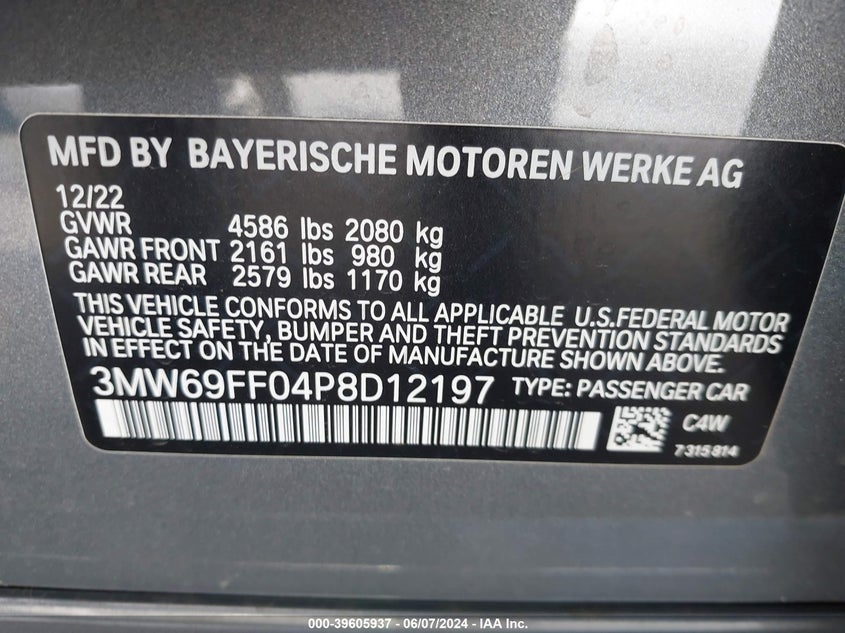 MFD BY BAYERISCHE MOTOREN WERKE AG
12/22
GVWR 4586 lbs 2080 kg
GAWR FRONT 2161 lbs 980 kg
GAWR REAR 2579 lbs 1170 kg
THIS VEHICLE CONFORMS TO ALL APPLICABLE U.S.FEDERAL MOTOR
VEHICLE SAFETY, BUMPER AND THEFT PREVENTION STANDARDS
IN EFFECT ON THE DATE OF MANUFACTURE SHOWN ABOVE.
3MW69FF04P8D12197 TYPE: PASSENGER CAR
C4W
7315814
000-39605937 - 06/07/2024 - IAA Inc.